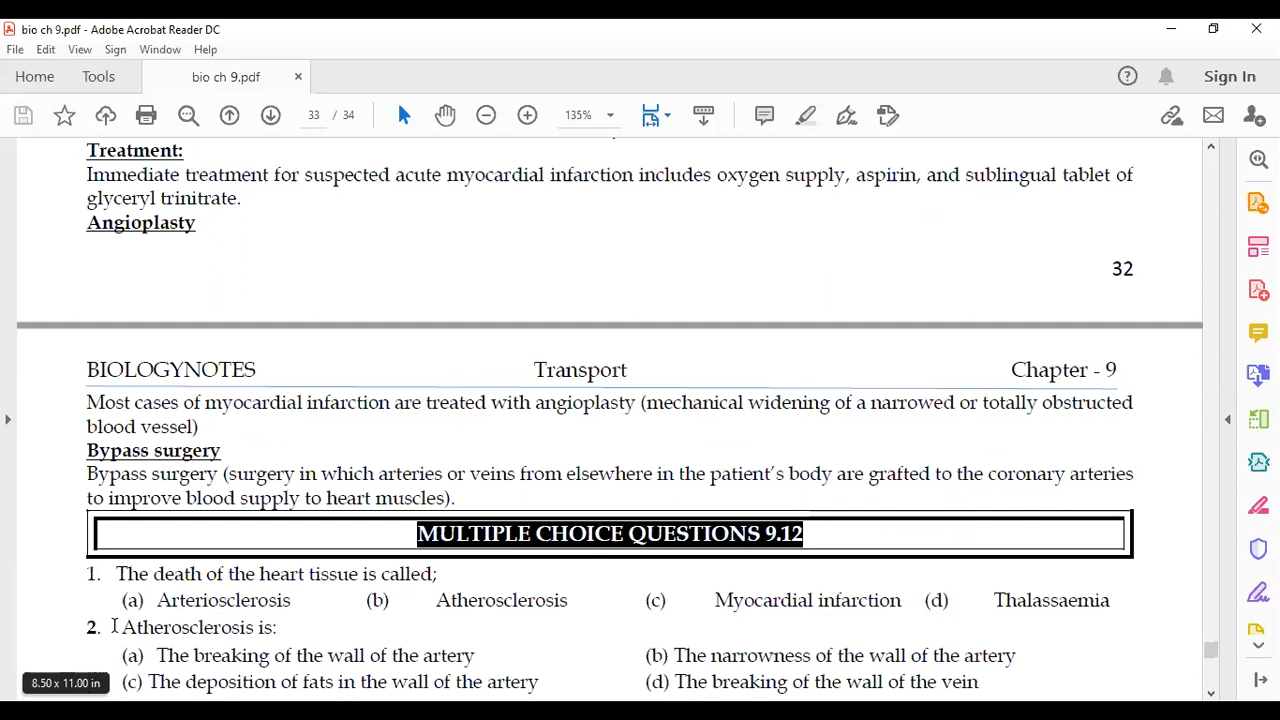 bio ch 9.pdf - Adobe Acrobat Reader DC
File Edit View Sign Window Help
Home Tools bio ch 9.pdf × Sign In
33 / 34 135%
Treatment:
Immediate treatment for suspected acute myocardial infarction includes oxygen supply, aspirin, and sublingual tablet of
glyceryl trinitrate.
Angioplasty
32
BIOLOGYNOTES Transport Chapter - 9
Most cases of myocardial infarction are treated with angioplasty (mechanical widening of a narrowed or totally obstructed
blood vessel)
Bypass surgery
Bypass surgery (surgery in which arteries or veins from elsewhere in the patient's body are grafted to the coronary arteries
to improve blood supply to heart muscles).
MULTIPLE CHOICE QUESTIONS 9.12
1. The death of the heart tissue is called;
(a) Arteriosclerosis (b) Atherosclerosis (c) Myocardial infarction (d) Thalassaemia
2. Atherosclerosis is:
(a) The breaking of the wall of the artery (b) The narrowness of the wall of the artery
(c) The deposition of fats in the wall of the artery (d) The breaking of the wall of the vein
8.50 x 11.00 in